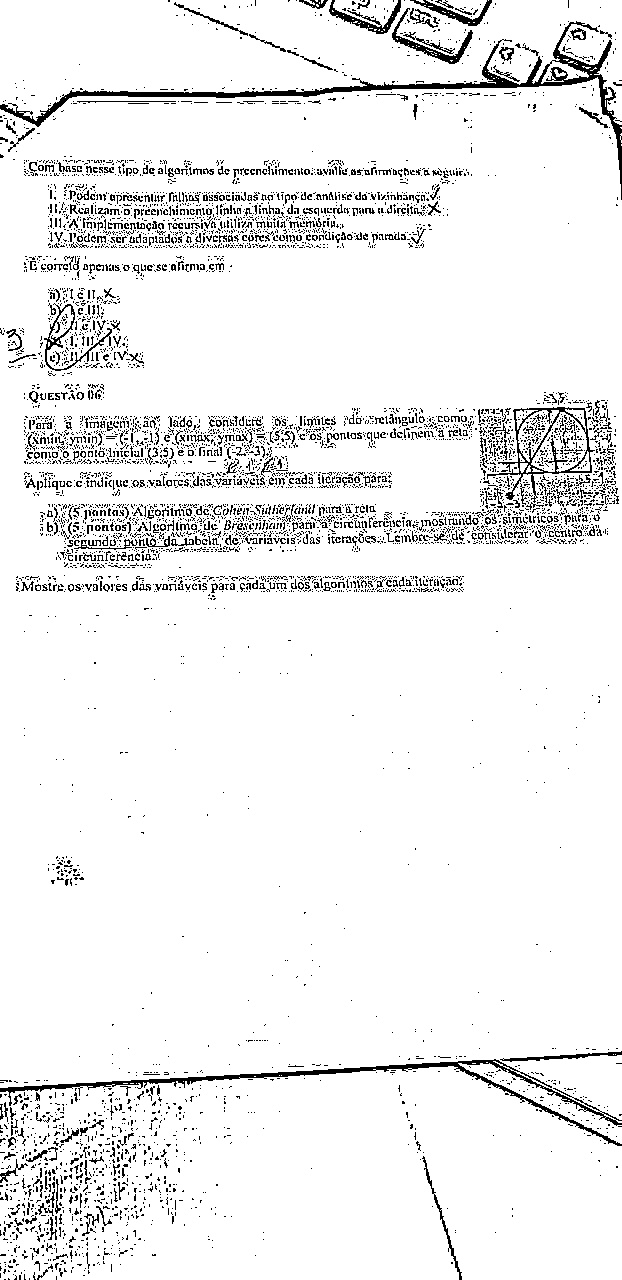 Com base nesse tipo de algoritmos de preenchimento, avalie as afirmações a seguir.
I. Podem apresentar falhas associadas ao tipo de análise da vizinhança.
II. Realizam o preenchimento linha a linha, da esquerda para a direita.
III. A implementação recursiva utiliza muita memória.
IV. Podem ser adaptados a diversas cores como condição de parada.
É correto apenas o que se afirma em
a) I e II.
b) I e III.
c) II e IV.
I, III e IV.
e) II, III e IV.
3
QUESTÃO 06
Para a imagem ao lado, considere os limites do retângulo como
(xmin, ymin) = (-1, -1) e (xmax, ymax) = (5,5) e os pontos que definem a reta
como o ponto inicial (3,5) e o final (-2, -3).
Aplique e indique os valores das variáveis em cada iteração para:
a) (5 pontos) Algoritmo de Cohen-Sutherland para a reta
b) (5 pontos) Algoritmo de Bresenham para a circunferência, mostrando os simétricos para o
segundo ponto da tabela de variáveis das iterações. Lembre-se de considerar o centro da
circunferência.
Mostre os valores das variáveis para cada um dos algoritmos a cada iteração.